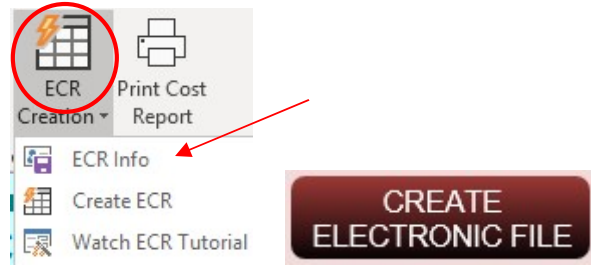 ECR Print Cost
Creation Report
ECR Info
Create ECR
Watch ECR Tutorial
CREATE
ELECTRONIC FILE